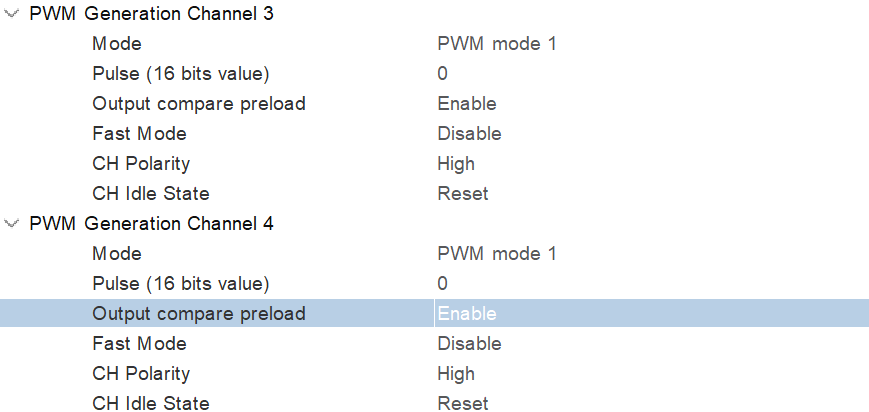 PWM Generation Channel 3
Mode PWM mode 1
Pulse (16 bits value) 0
Output compare preload Enable
Fast Mode Disable
CH Polarity High
CH Idle State Reset
PWM Generation Channel 4
Mode PWM mode 1
Pulse (16 bits value) 0
Output compare preload Enable
Fast Mode Disable
CH Polarity High
CH Idle State Reset